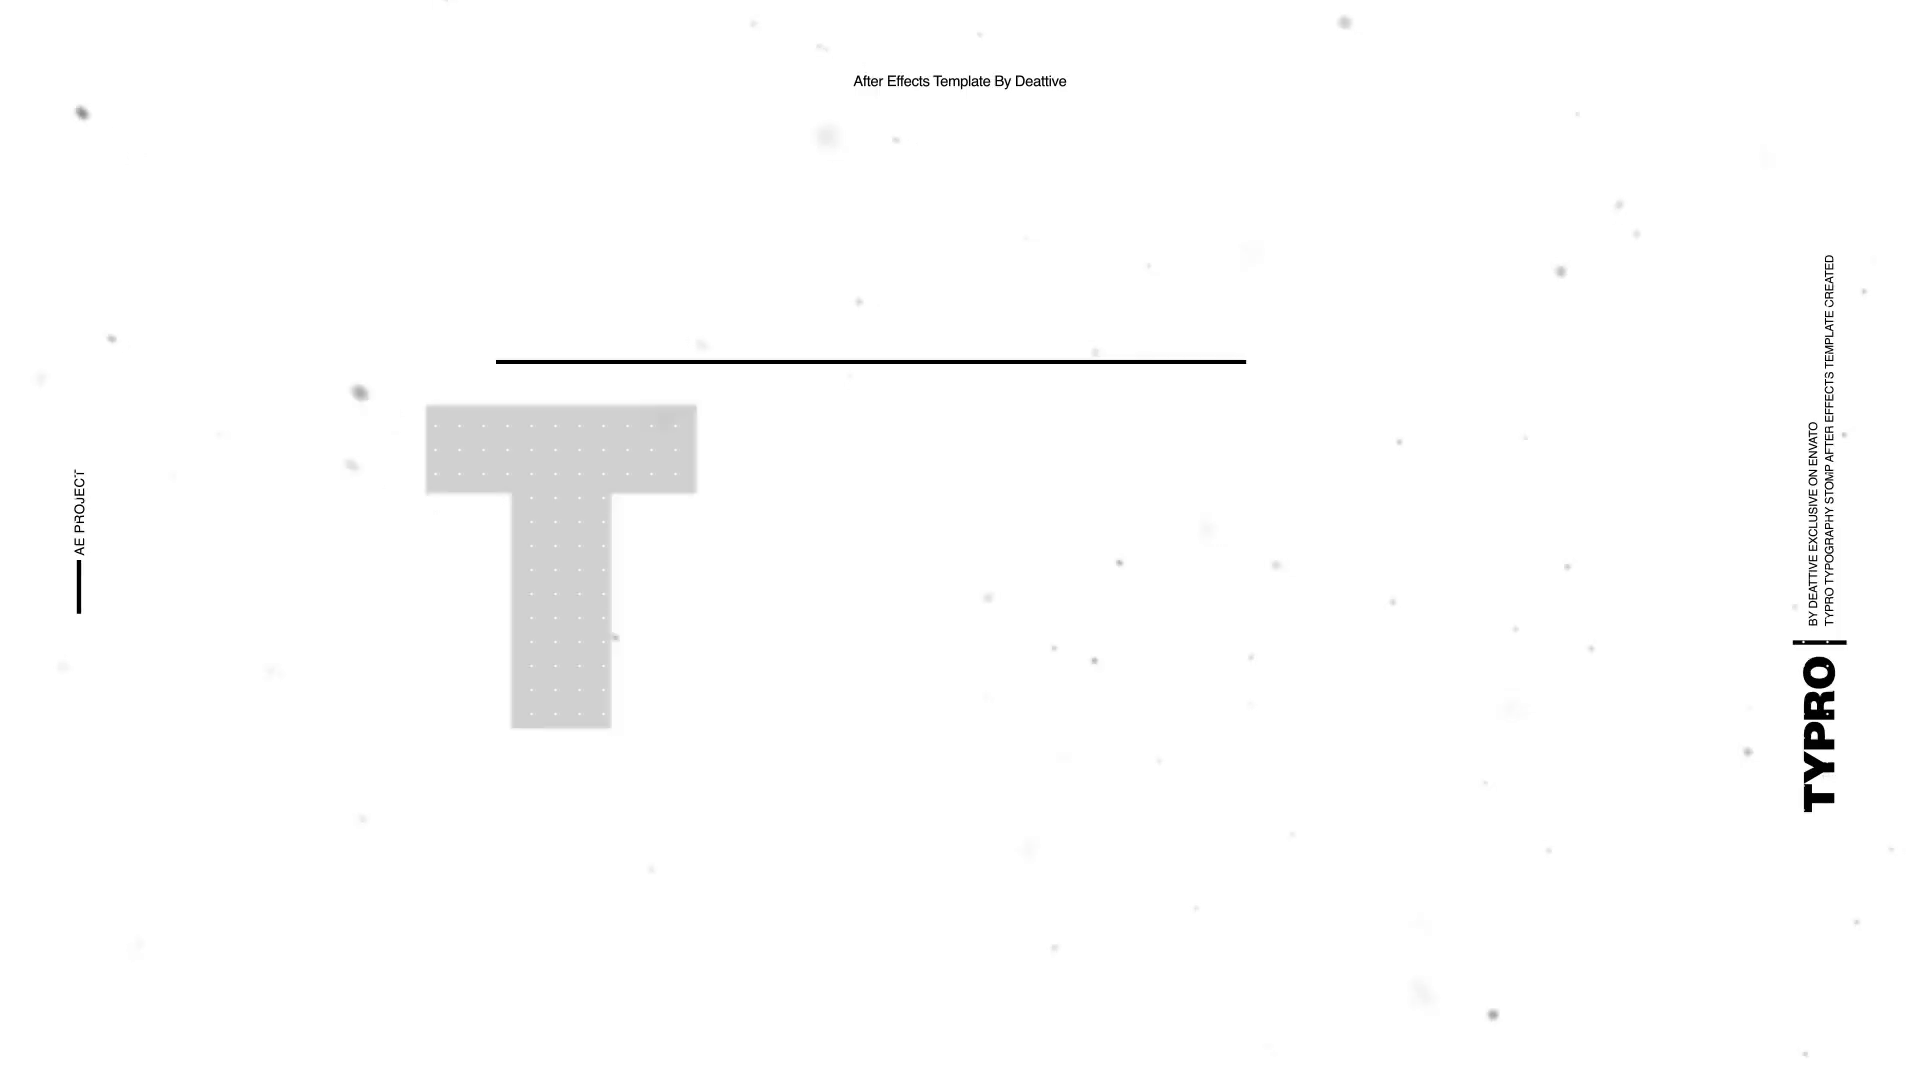 After Effects Template By Deattive
AE PROJECT
T
TYPRO
BY DEATTIVE EXCLUSIVE ON ENVATO
TYPRO TYPOGRAPHY STOMP AFTER EFFECTS TEMPLATE CREATED